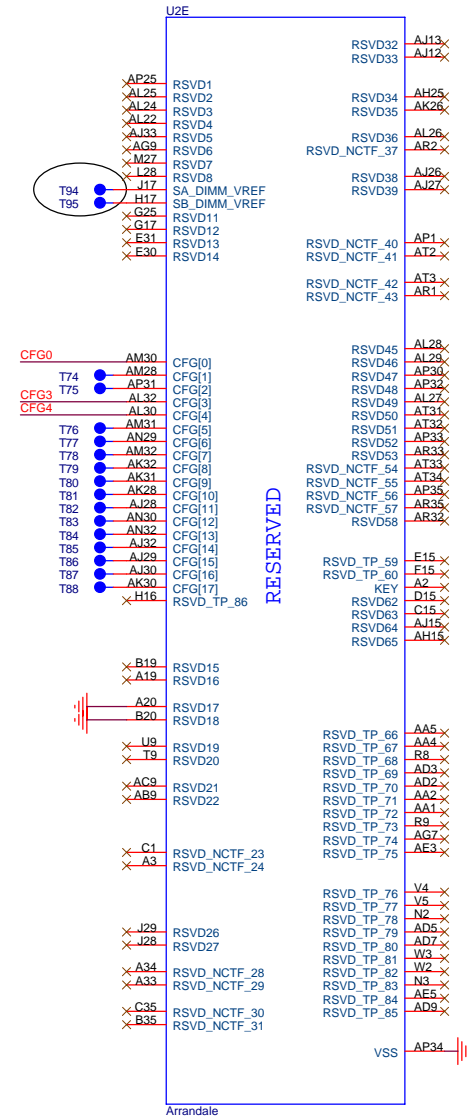 U2E
AP25 RSVD1
AL25 RSVD2
AL24 RSVD3
AL22 RSVD4
AJ33 RSVD5
AG9 RSVD6
M27 RSVD7
L28 RSVD8
T94 J17 SA_DIMM_VREF
T95 H17 SB_DIMM_VREF
G25 RSVD11
G17 RSVD12
E31 RSVD13
E30 RSVD14
CFG0 AM30 CFG[0]
T74 AM28 CFG[1]
T75 AP31 CFG[2]
CFG3 AL32 CFG[3]
CFG4 AL30 CFG[4]
T76 AM31 CFG[5]
T77 AN29 CFG[6]
T78 AM32 CFG[7]
T79 AK32 CFG[8]
T80 AK31 CFG[9]
T81 AK28 CFG[10]
T82 AJ28 CFG[11]
T83 AN30 CFG[12]
T84 AN32 CFG[13]
T85 AJ32 CFG[14]
T86 AJ29 CFG[15]
T87 AJ30 CFG[16]
T88 AK30 CFG[17]
H16 RSVD_TP_86
B19 RSVD15
A19 RSVD16
A20 RSVD17
B20 RSVD18
U9 RSVD19
T9 RSVD20
AC9 RSVD21
AB9 RSVD22
C1 RSVD_NCTF_23
A3 RSVD_NCTF_24
J29 RSVD26
J28 RSVD27
A34 RSVD_NCTF_28
A33 RSVD_NCTF_29
C35 RSVD_NCTF_30
B35 RSVD_NCTF_31
RESERVED
RSVD32 AJ13
RSVD33 AJ12
RSVD34 AH25
RSVD35 AK26
RSVD36 AL26
RSVD_NCTF_37 AR2
RSVD38 AJ26
RSVD39 AJ27
RSVD_NCTF_40 AP1
RSVD_NCTF_41 AT2
RSVD_NCTF_42 AT3
RSVD_NCTF_43 AR1
RSVD45 AL28
RSVD46 AL29
RSVD47 AP30
RSVD48 AP32
RSVD49 AL27
RSVD50 AT31
RSVD51 AT32
RSVD52 AP33
RSVD53 AR33
RSVD_NCTF_54 AT33
RSVD_NCTF_55 AT34
RSVD_NCTF_56 AP35
RSVD_NCTF_57 AR35
RSVD58 AR32
RSVD_TP_59 E15
RSVD_TP_60 F15
KEY A2
RSVD62 D15
RSVD63 C15
RSVD64 AJ15
RSVD65 AH15
RSVD_TP_66 AA5
RSVD_TP_67 AA4
RSVD_TP_68 R8
RSVD_TP_69 AD3
RSVD_TP_70 AD2
RSVD_TP_71 AA2
RSVD_TP_72 AA1
RSVD_TP_73 R9
RSVD_TP_74 AG7
RSVD_TP_75 AE3
RSVD_TP_76 V4
RSVD_TP_77 V5
RSVD_TP_78 N2
RSVD_TP_79 AD5
RSVD_TP_80 AD7
RSVD_TP_81 W3
RSVD_TP_82 W2
RSVD_TP_83 N3
RSVD_TP_84 AE5
RSVD_TP_85 AD9
VSS AP34
Arrandale